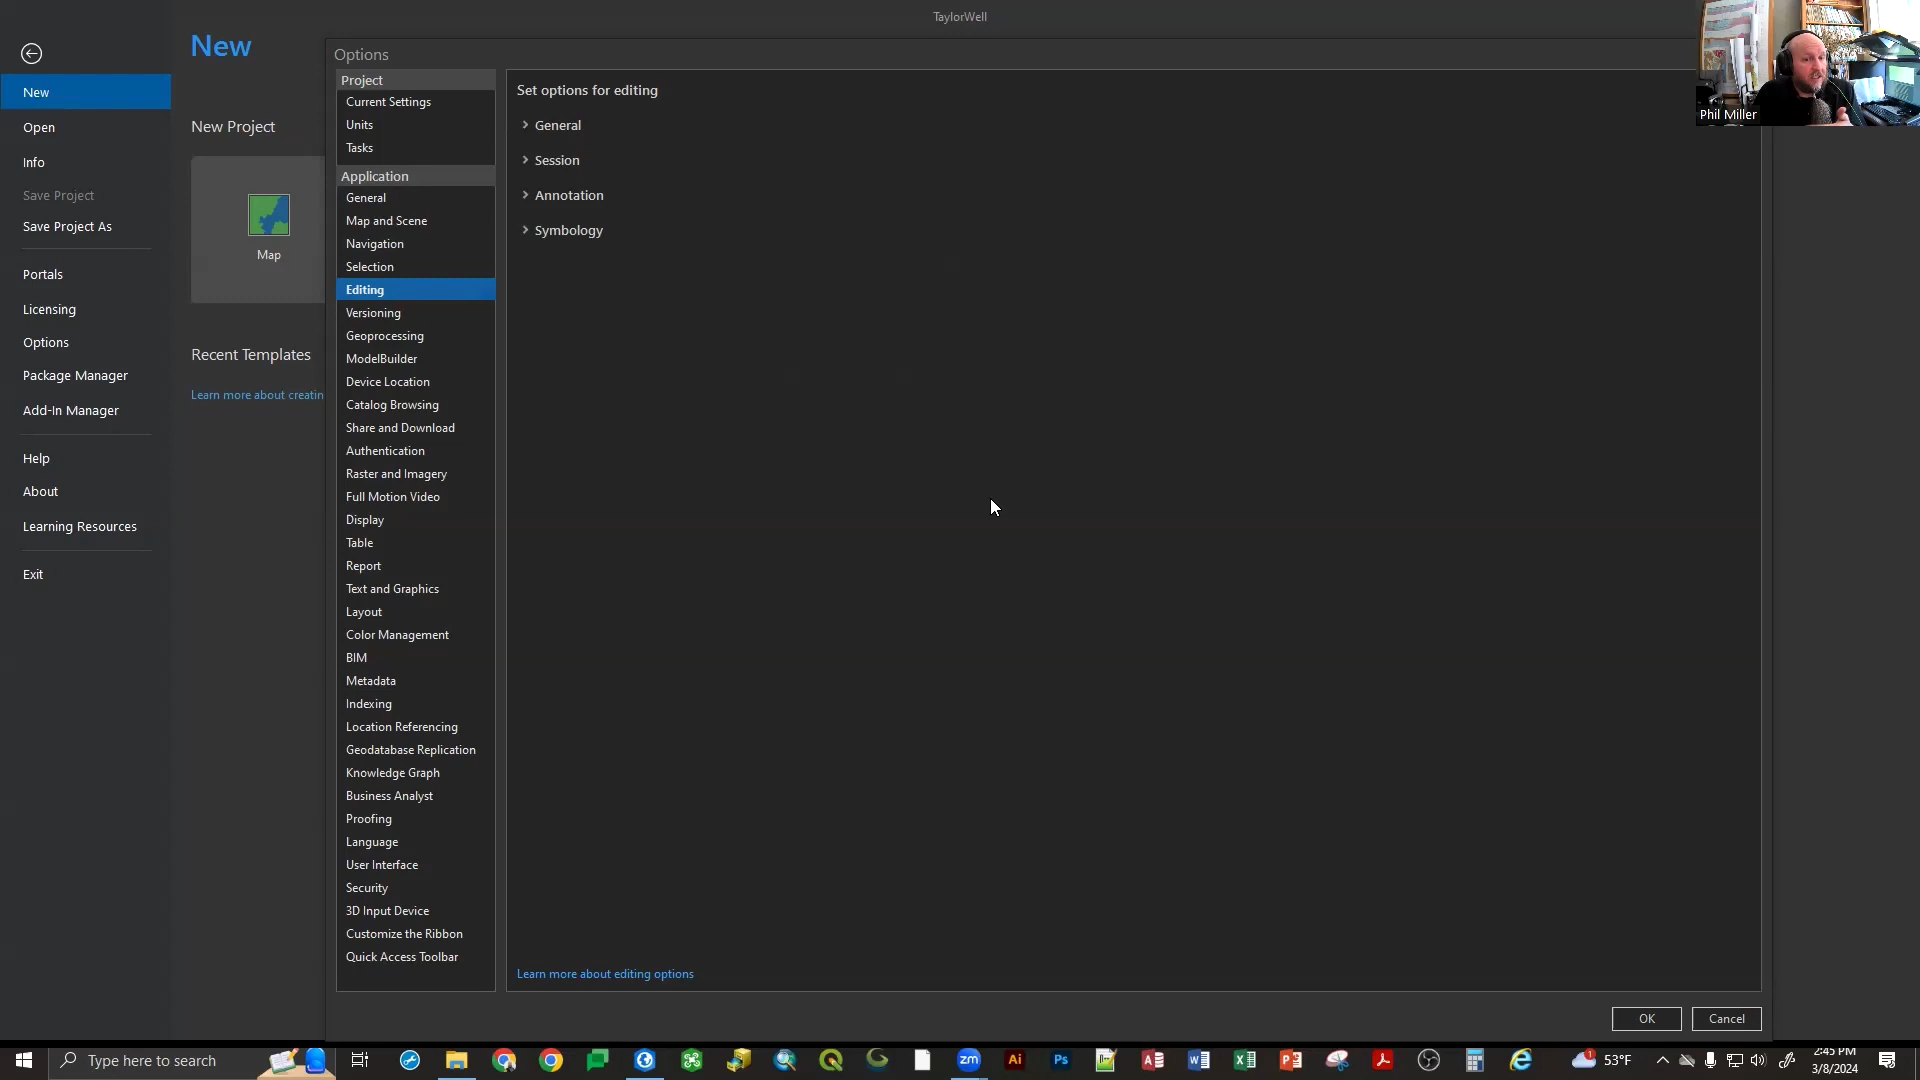 TaylorWell
New
Open
Info
Save Project
Save Project As
Portals
Licensing
Options
Package Manager
Add-In Manager
Help
About
Learning Resources
Exit
New
New Project
Map
Recent Templates
Learn more about creatin
Options
Project
Current Settings
Units
Tasks
Application
General
Map and Scene
Navigation
Selection
Editing
Versioning
Geoprocessing
ModelBuilder
Device Location
Catalog Browsing
Share and Download
Authentication
Raster and Imagery
Full Motion Video
Display
Table
Report
Text and Graphics
Layout
Color Management
BIM
Metadata
Indexing
Location Referencing
Geodatabase Replication
Knowledge Graph
Business Analyst
Proofing
Language
User Interface
Security
3D Input Device
Customize the Ribbon
Quick Access Toolbar
Set options for editing
General
Session
Annotation
Symbology
Learn more about editing options
OK
Cancel
Phil Miller
Type here to search
zm
Ai
Ps
53°F
2:45 PM
3/8/2024